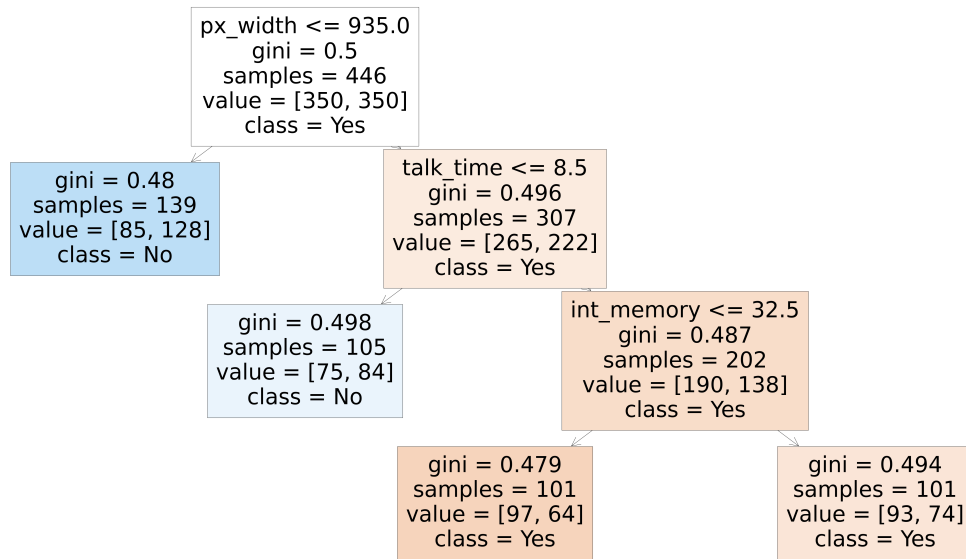 px_width <= 935.0
gini = 0.5
samples = 446
value = [350, 350]
class = Yes
gini = 0.48
samples = 139
value = [85, 128]
class = No
talk_time <= 8.5
gini = 0.496
samples = 307
value = [265, 222]
class = Yes
gini = 0.498
samples = 105
value = [75, 84]
class = No
int_memory <= 32.5
gini = 0.487
samples = 202
value = [190, 138]
class = Yes
gini = 0.479
samples = 101
value = [97, 64]
class = Yes
gini = 0.494
samples = 101
value = [93, 74]
class = Yes